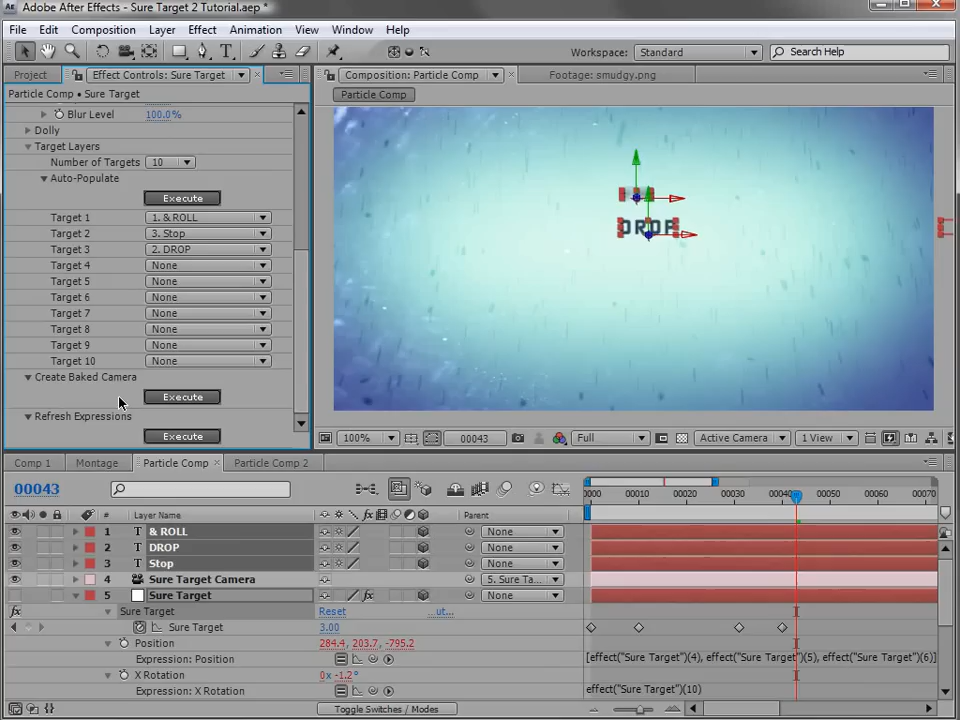 Ae Adobe After Effects - Sure Target 2 Tutorial.aep *
File Edit Composition Layer Effect Animation View Window Help
Workspace: Standard Search Help
Project Effect Controls: Sure Target Composition: Particle Comp Footage: smudgy.png
Particle Comp • Sure Target Particle Comp
Blur Level 100.0%
Dolly
Target Layers
Number of Targets 10
Auto-Populate
Execute
Target 1 1. & ROLL
Target 2 3. Stop
Target 3 2. DROP
Target 4 None
Target 5 None
Target 6 None
Target 7 None
Target 8 None
Target 9 None
Target 10 None
Create Baked Camera
Execute
Refresh Expressions
Execute
DROP
100% 00043 Full Active Camera 1 View
Comp 1 Montage Particle Comp Particle Comp 2
00043 0000 00010 00020 00030 00040 00050 00060 00070
# Layer Name Parent
1 T & ROLL None
2 T DROP None
3 T Stop None
4 Sure Target Camera 5. Sure Ta...
5 Sure Target None
fx Sure Target Reset ...ut...
Sure Target 3.00
Position 284.4, 203.7, -795.2
Expression: Position [effect("Sure Target")(4), effect("Sure Target")(5), effect("Sure Target")(6)]
X Rotation 0x -1.2°
Expression: X Rotation effect("Sure Target")(10)
Toggle Switches / Modes